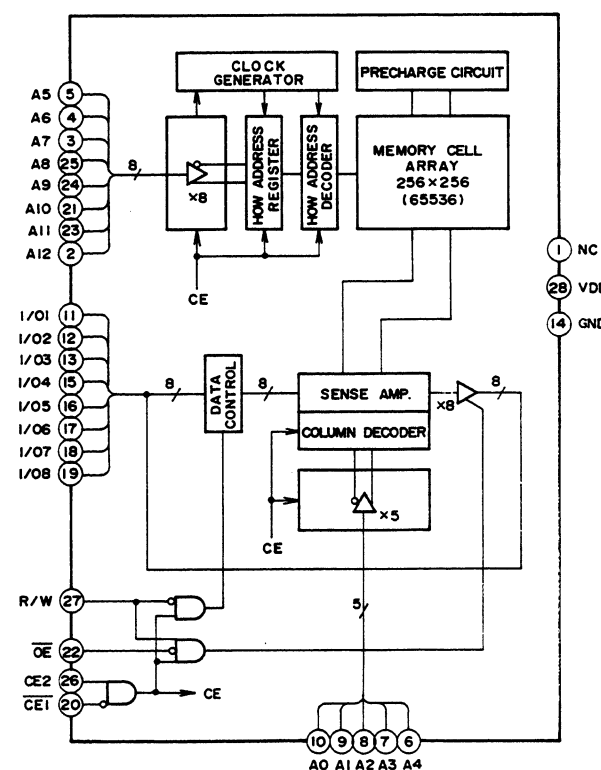 CLOCK
GENERATOR
PRECHARGE CIRCUIT
A5 5
A6 4
A7 3
A8 25
A9 24
A10 21
A11 23
A12 2
8
×8
HOW ADDRESS
REGISTER
HOW ADDRESS
DECODER
MEMORY CELL
ARRAY
256×256
(65536)
CE
1 NC
28 VDD
14 GND
I/O1 11
I/O2 12
I/O3 13
I/O4 15
I/O5 16
I/O6 17
I/O7 18
I/O8 19
8
DATA
CONTROL
8
SENSE AMP.
×8
8
COLUMN DECODER
×5
CE
5
R/W 27
OE 22
CE2 26
CE1 20
CE
10 9 8 7 6
A0 A1 A2 A3 A4